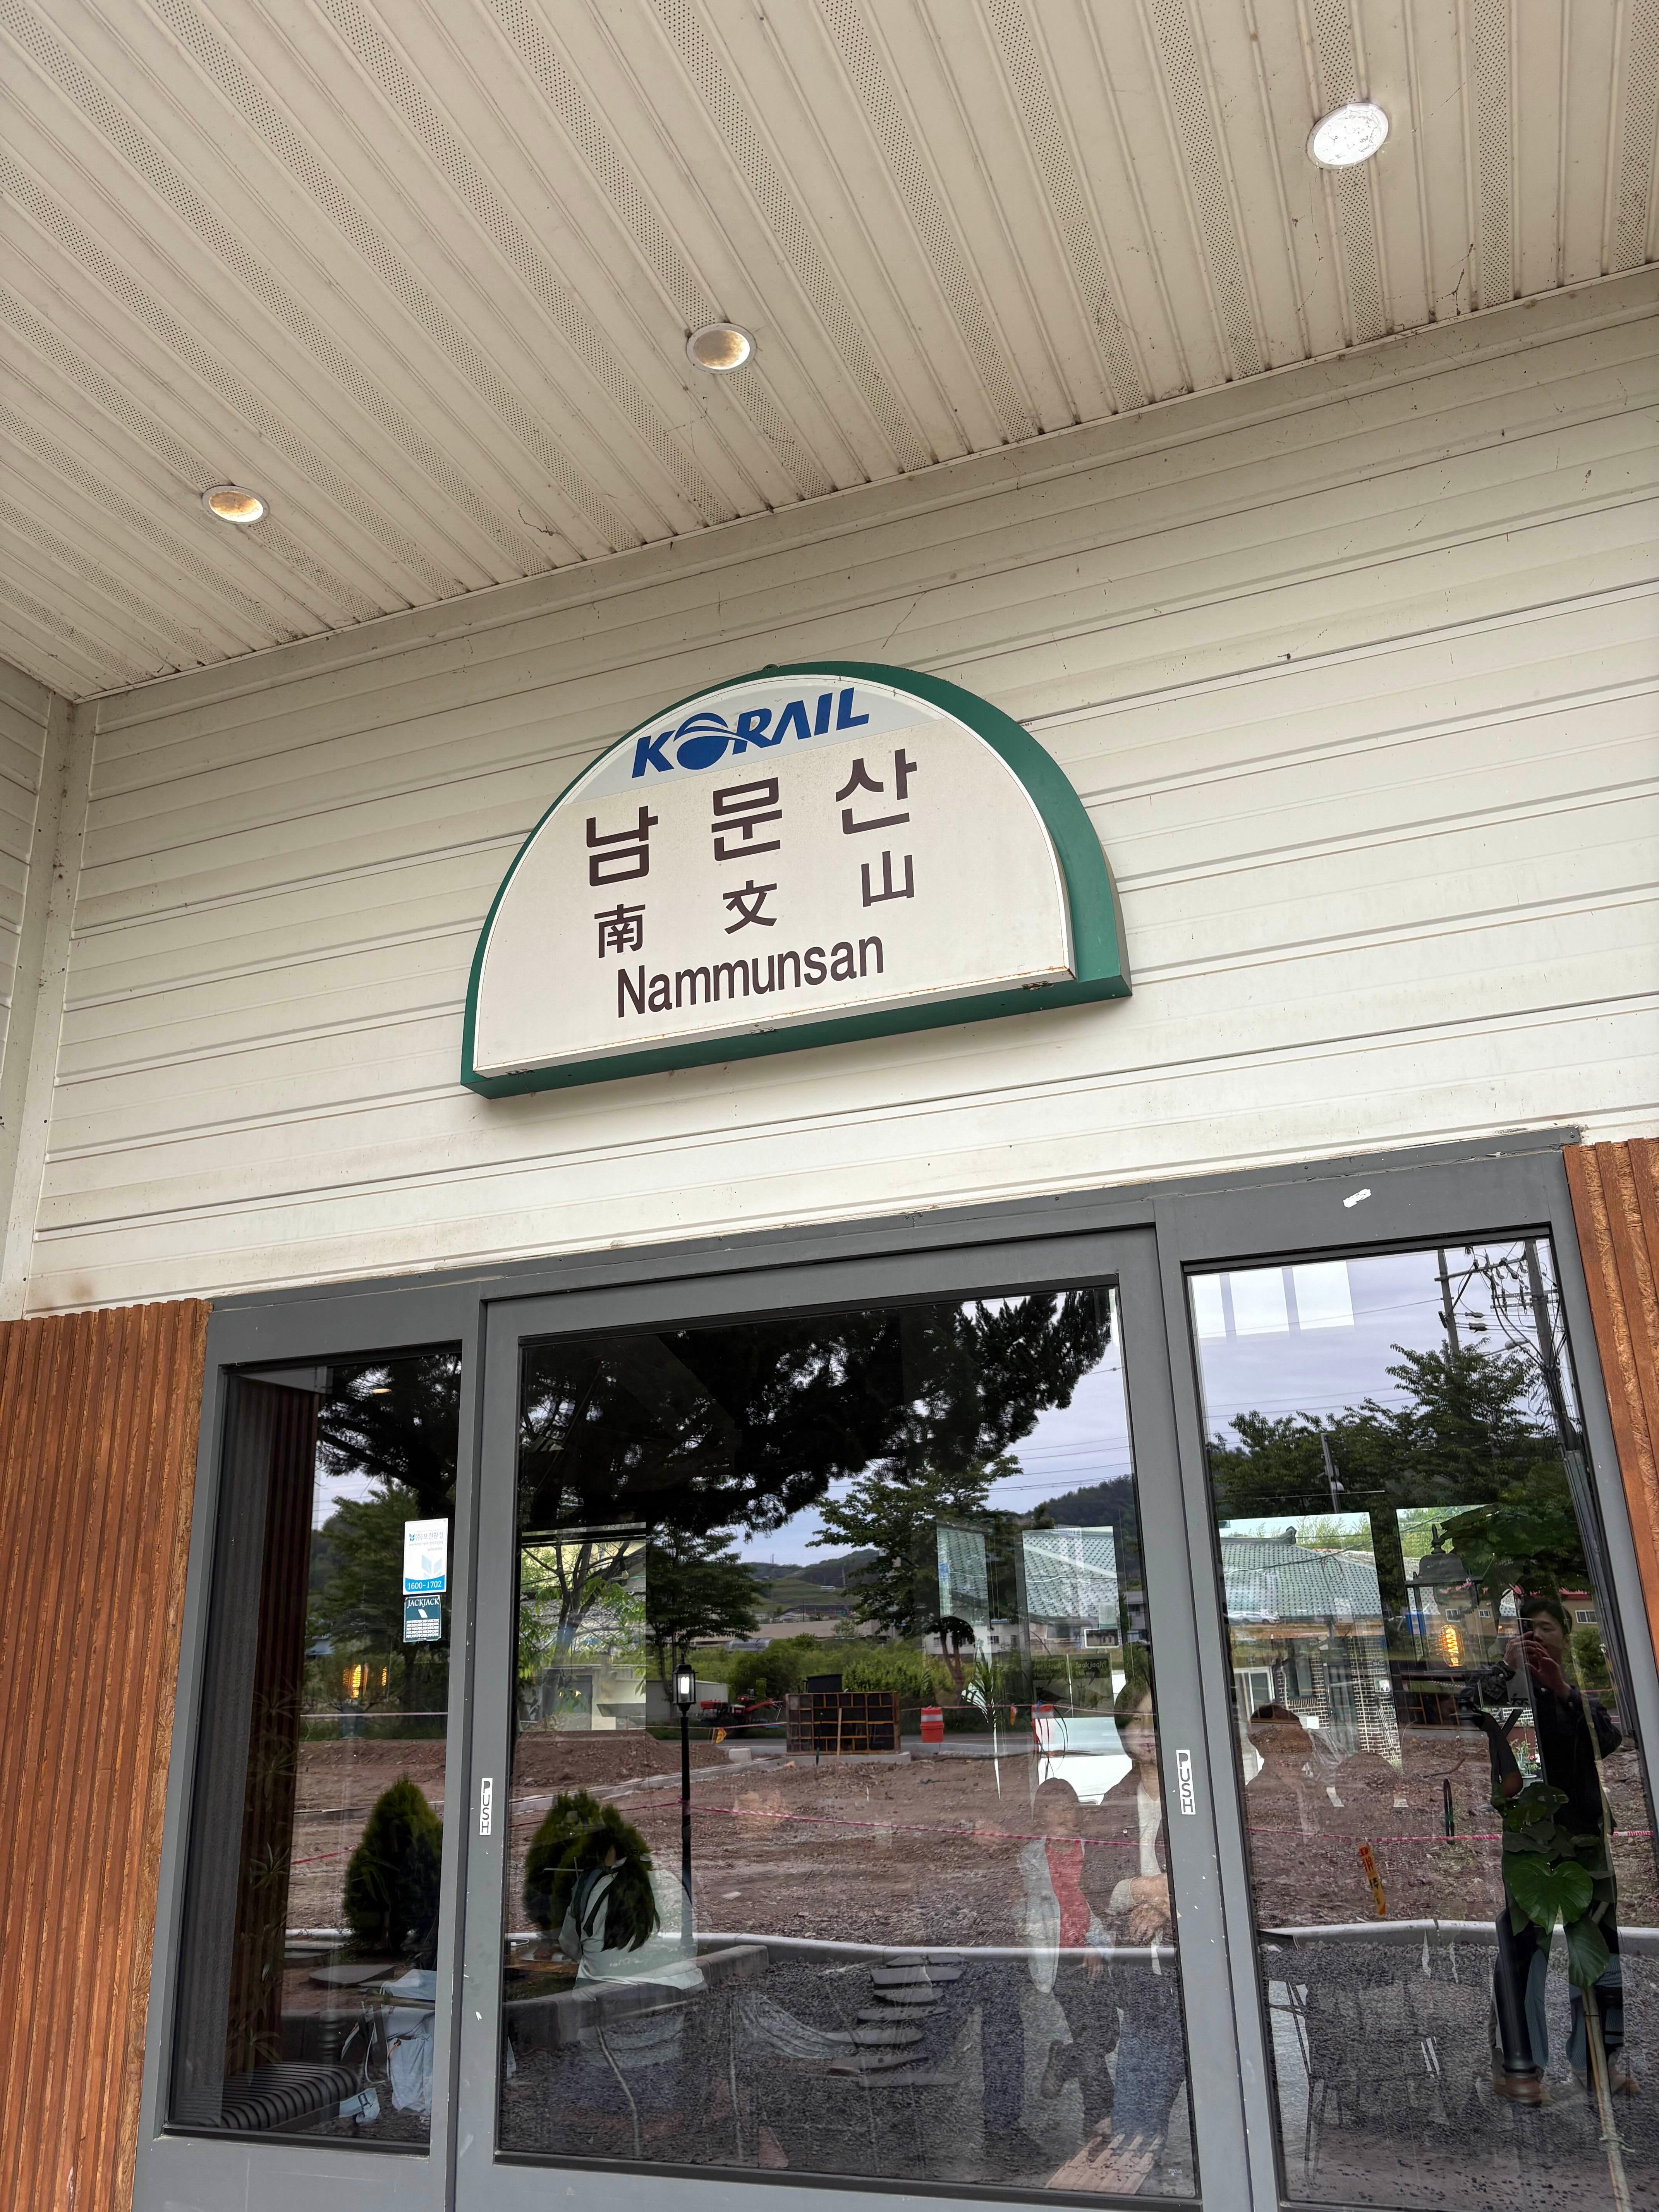 KORAIL
남문산
南文山
Nammunsan
1600-1702
JACKJACK
PUSH
PUSH